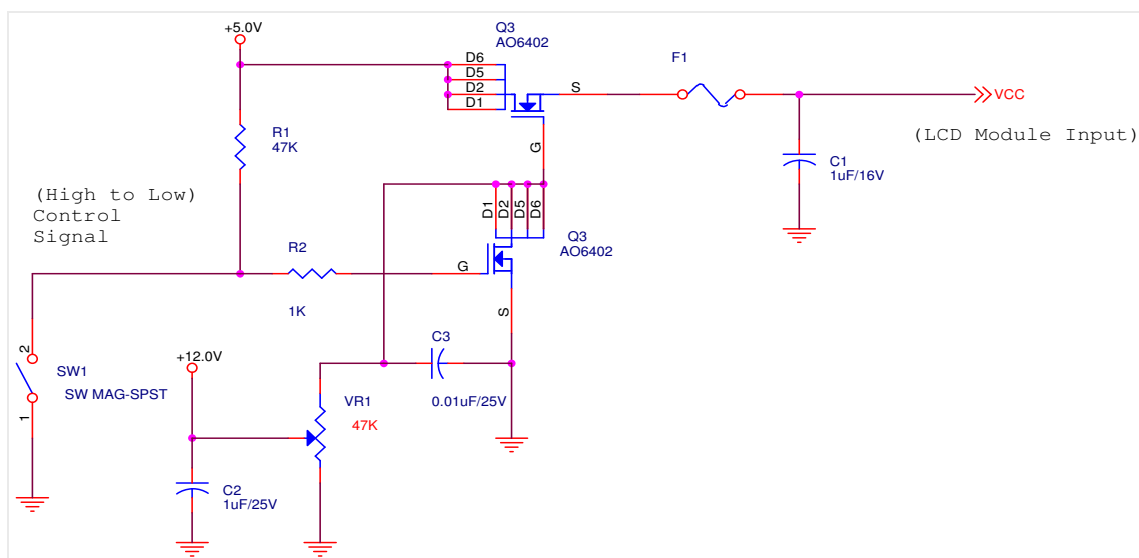 +5.0V
Q3
AO6402
D6
D5
D2
D1
S
G
F1
VCC
(LCD Module Input)
R1
47K
C1
1uF/16V
(High to Low)
Control
Signal
D1
D2
D5
D6
Q3
AO6402
R2
1K
G
S
2
1
SW1
SW MAG-SPST
+12.0V
C3
0.01uF/25V
VR1
47K
C2
1uF/25V